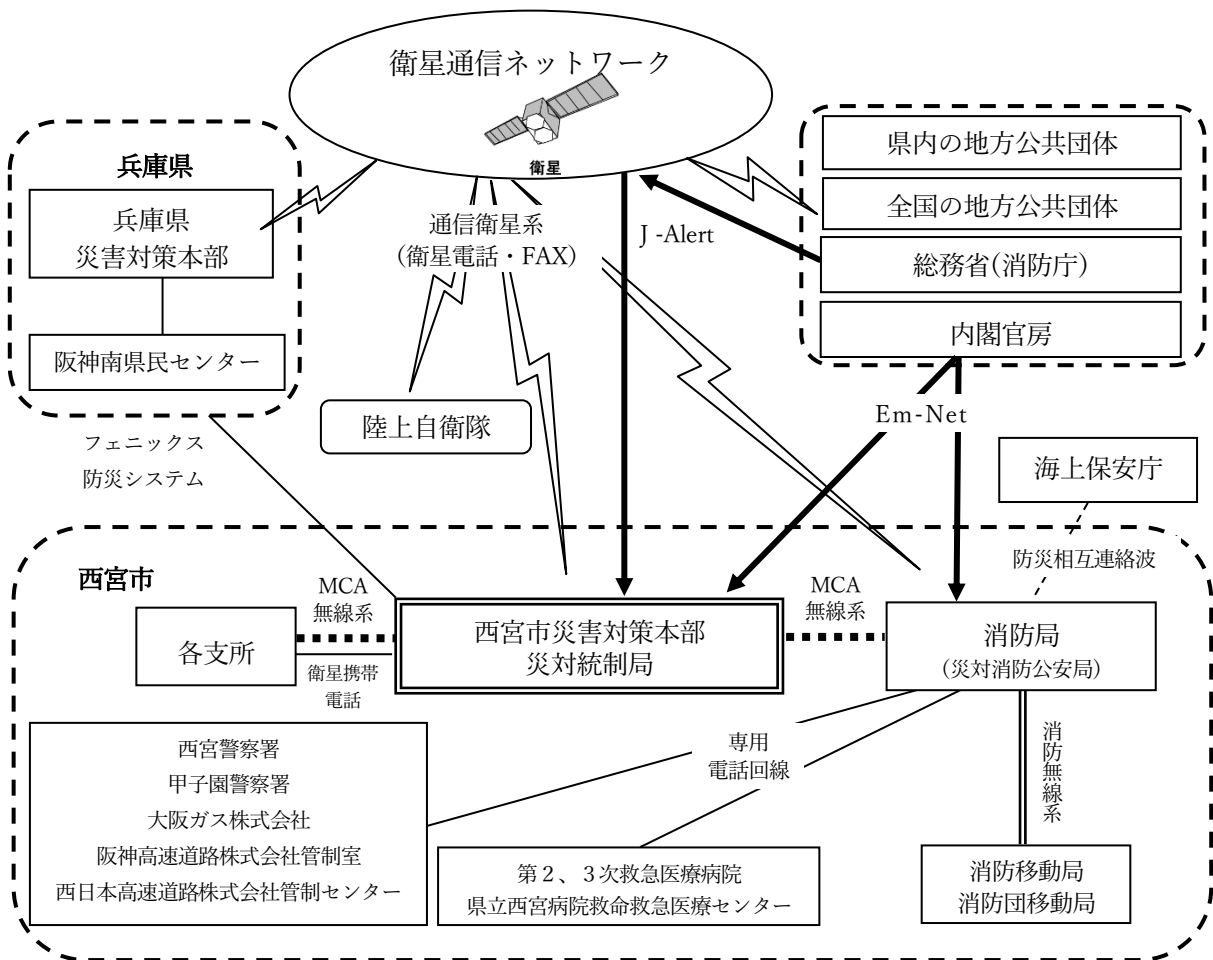 衛星通信ネットワーク
衛星
兵庫県
兵庫県
災害対策本部
阪神南県民センター
通信衛星系
（衛星電話・FAX）
J -Alert
県内の地方公共団体
全国の地方公共団体
総務省(消防庁)
内閣官房
Em-Net
陸上自衛隊
フェニックス
防災システム
海上保安庁
防災相互連絡波
西宮市
MCA
無線系
各支所
衛星携帯
電話
西宮市災害対策本部
災対統制局
MCA
無線系
消防局
（災対消防公安局）
西宮警察署
甲子園警察署
大阪ガス株式会社
阪神高速道路株式会社管制室
西日本高速道路株式会社管制センター
専用
電話回線
消防無線系
第２、３次救急医療病院
県立西宮病院救命救急医療センター
消防移動局
消防団移動局